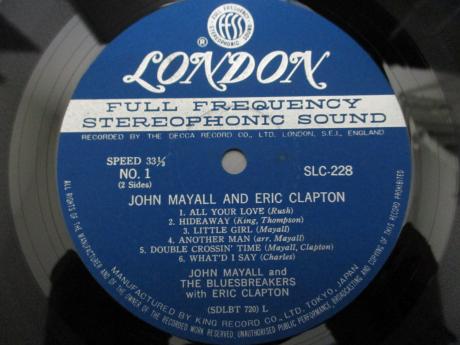 FULL FREQUENCY
STEREOPHONIC SOUND
® LONDON
FULL FREQUENCY
STEREOPHONIC SOUND
RECORDED BY THE DECCA RECORD CO., LTD. LONDON, S.E.I., ENGLAND
SPEED 33⅓
NO. 1
(2 Sides)
SLC-228
JOHN MAYALL AND ERIC CLAPTON
1. ALL YOUR LOVE (Rush)
2. HIDEAWAY (King, Thompson)
3. LITTLE GIRL (Mayall)
4. ANOTHER MAN (arr. Mayall)
5. DOUBLE CROSSIN' TIME (Mayall, Clapton)
6. WHAT'D I SAY (Charles)
JOHN MAYALL and
THE BLUESBREAKERS
with ERIC CLAPTON
(SDLBT 720) L
MANUFACTURED BY KING RECORD CO., LTD. TOKYO, JAPAN
ALL RIGHTS OF THE MANUFACTURER AND OF THE OWNER OF THE RECORDED WORK RESERVED. UNAUTHORISED PUBLIC PERFORMANCE, BROADCASTING AND COPYING OF THIS RECORD PROHIBITED